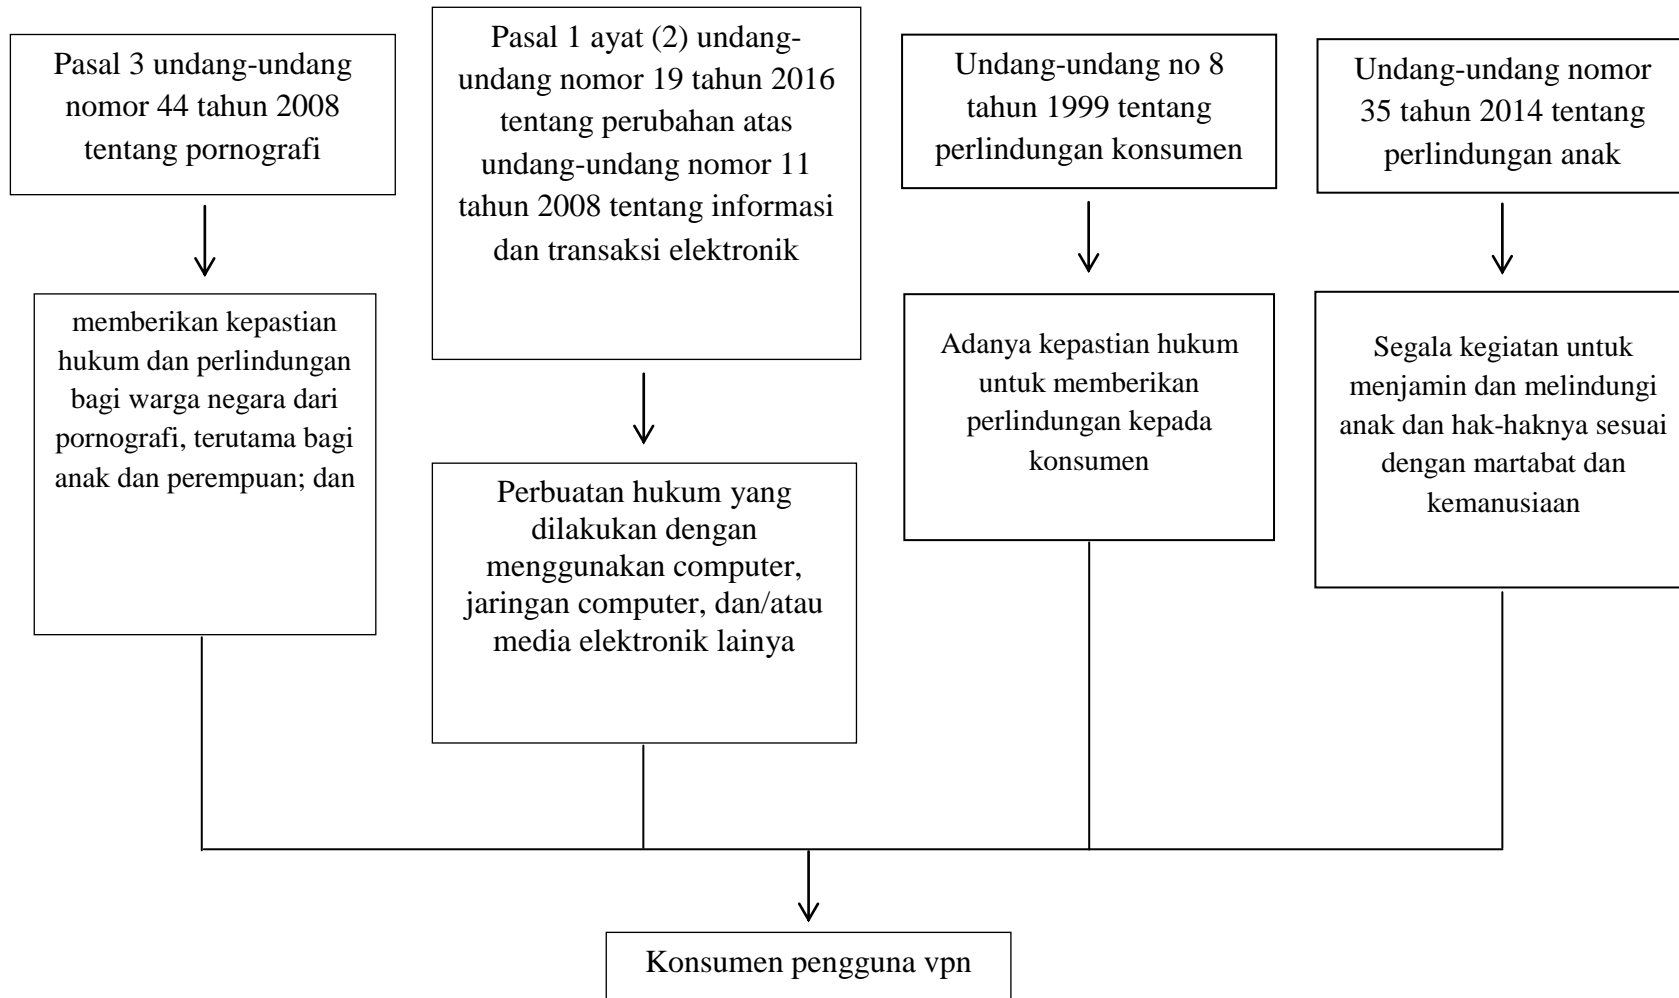 Pasal 3 undang-undang
nomor 44 tahun 2008
tentang pornografi
Pasal 1 ayat (2) undang-
undang nomor 19 tahun 2016
tentang perubahan atas
undang-undang nomor 11
tahun 2008 tentang informasi
dan transaksi elektronik
Undang-undang no 8
tahun 1999 tentang
perlindungan konsumen
Undang-undang nomor
35 tahun 2014 tentang
perlindungan anak
memberikan kepastian
hukum dan perlindungan
bagi warga negara dari
pornografi, terutama bagi
anak dan perempuan; dan
Perbuatan hukum yang
dilakukan dengan
menggunakan computer,
jaringan computer, dan/atau
media elektronik lainya
Adanya kepastian hukum
untuk memberikan
perlindungan kepada
konsumen
Segala kegiatan untuk
menjamin dan melindungi
anak dan hak-haknya sesuai
dengan martabat dan
kemanusiaan
Konsumen pengguna vpn